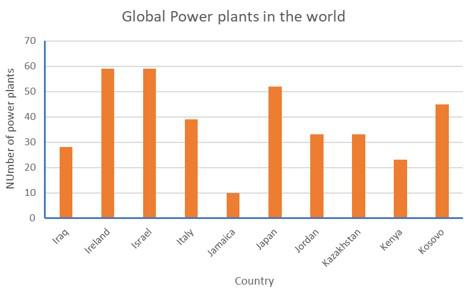 Global Power plants in the world
NUmber of power plants
70
60
50
40
30
20
10
0
Iraq
Ireland
Israel
Italy
Jamaica
Japan
Jordan
Kazakhstan
Kenya
Kosovo
Country